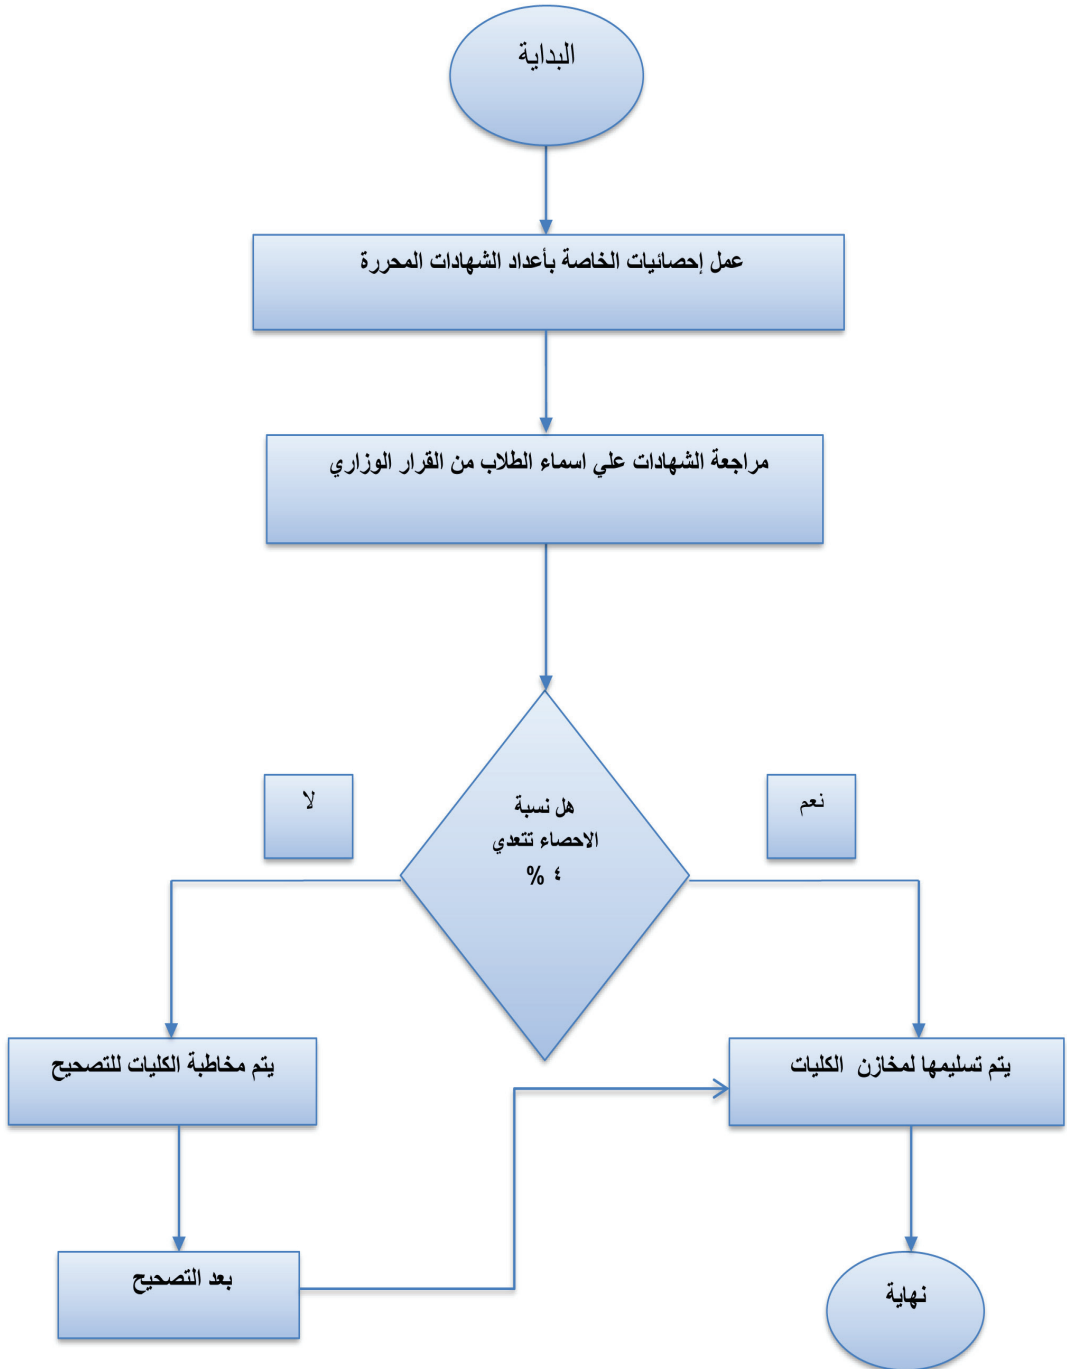 البداية
عمل إحصائيات الخاصة بأعداد الشهادات المحررة
مراجعة الشهادات علي اسماء الطلاب من القرار الوزاري
نعم
لا
هل نسبة
الاحصاء تتعدي
٤ %
يتم تسليمها لمخازن الكليات
يتم مخاطبة الكليات للتصحيح
بعد التصحيح
نهاية